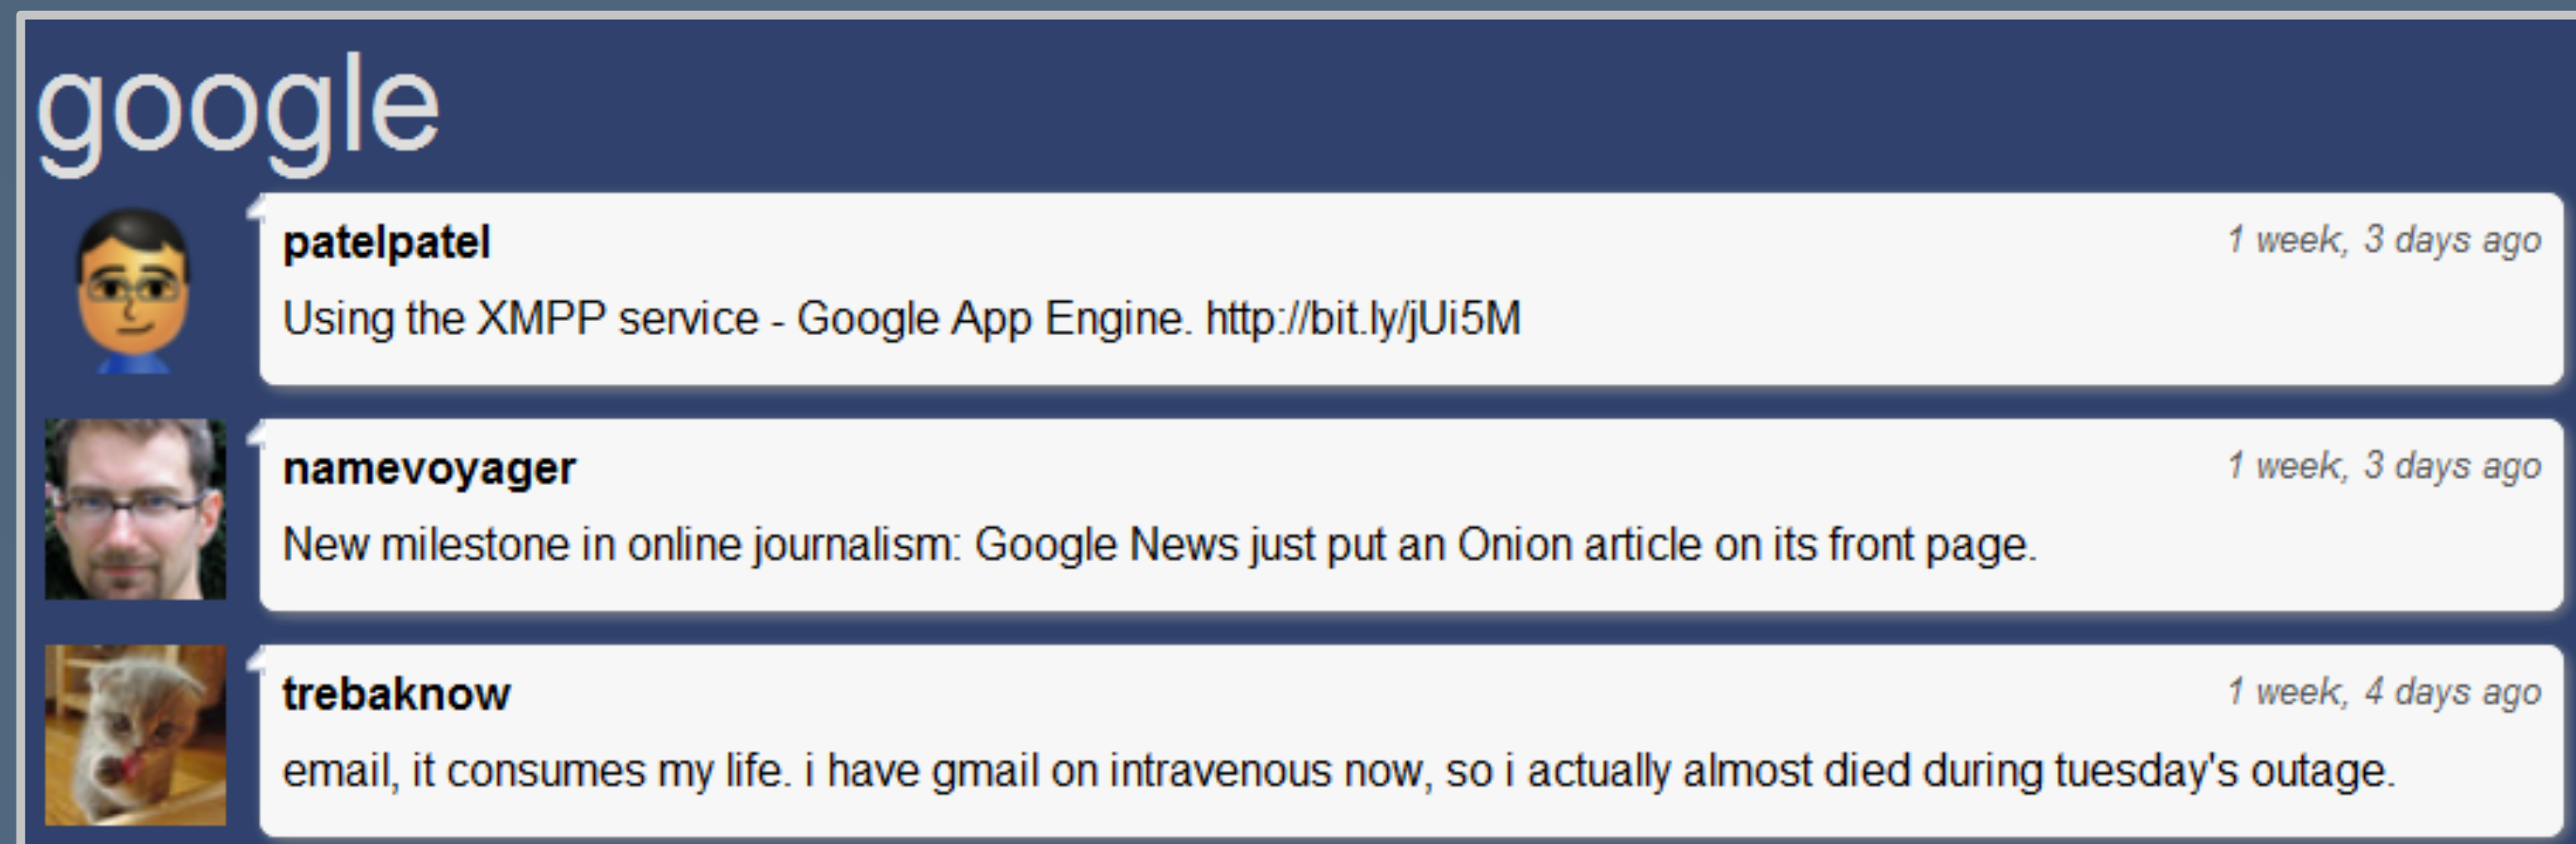 google
patelpatel
1 week, 3 days ago
Using the XMPP service - Google App Engine. http://bit.ly/jUi5M
namevoyager
1 week, 3 days ago
New milestone in online journalism: Google News just put an Onion article on its front page.
trebaknow
1 week, 4 days ago
email, it consumes my life. i have gmail on intravenous now, so i actually almost died during tuesday's outage.